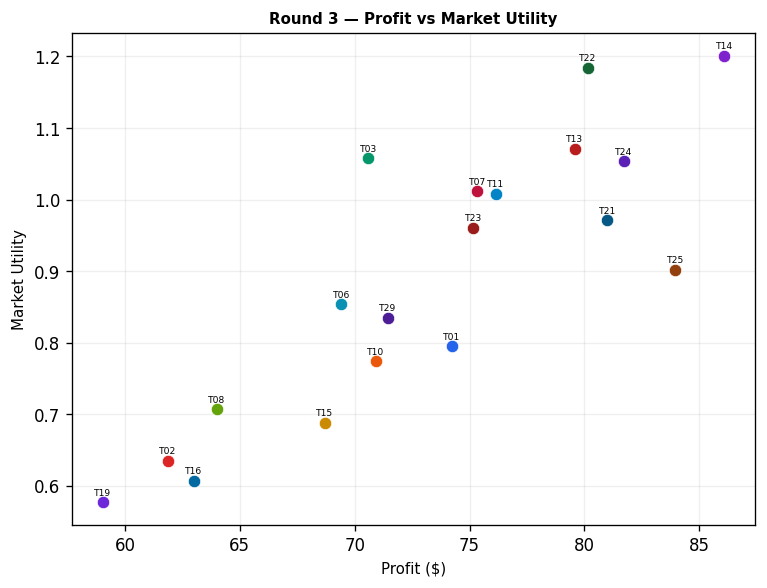 Round 3 — Profit vs Market Utility
Market Utility
1.2
1.1
1.0
0.9
0.8
0.7
0.6
T14
T22
T13
T03
T24
T07
T11
T21
T23
T25
T06
T29
T01
T10
T08
T15
T02
T16
T19
60
65
70
75
80
85
Profit ($)